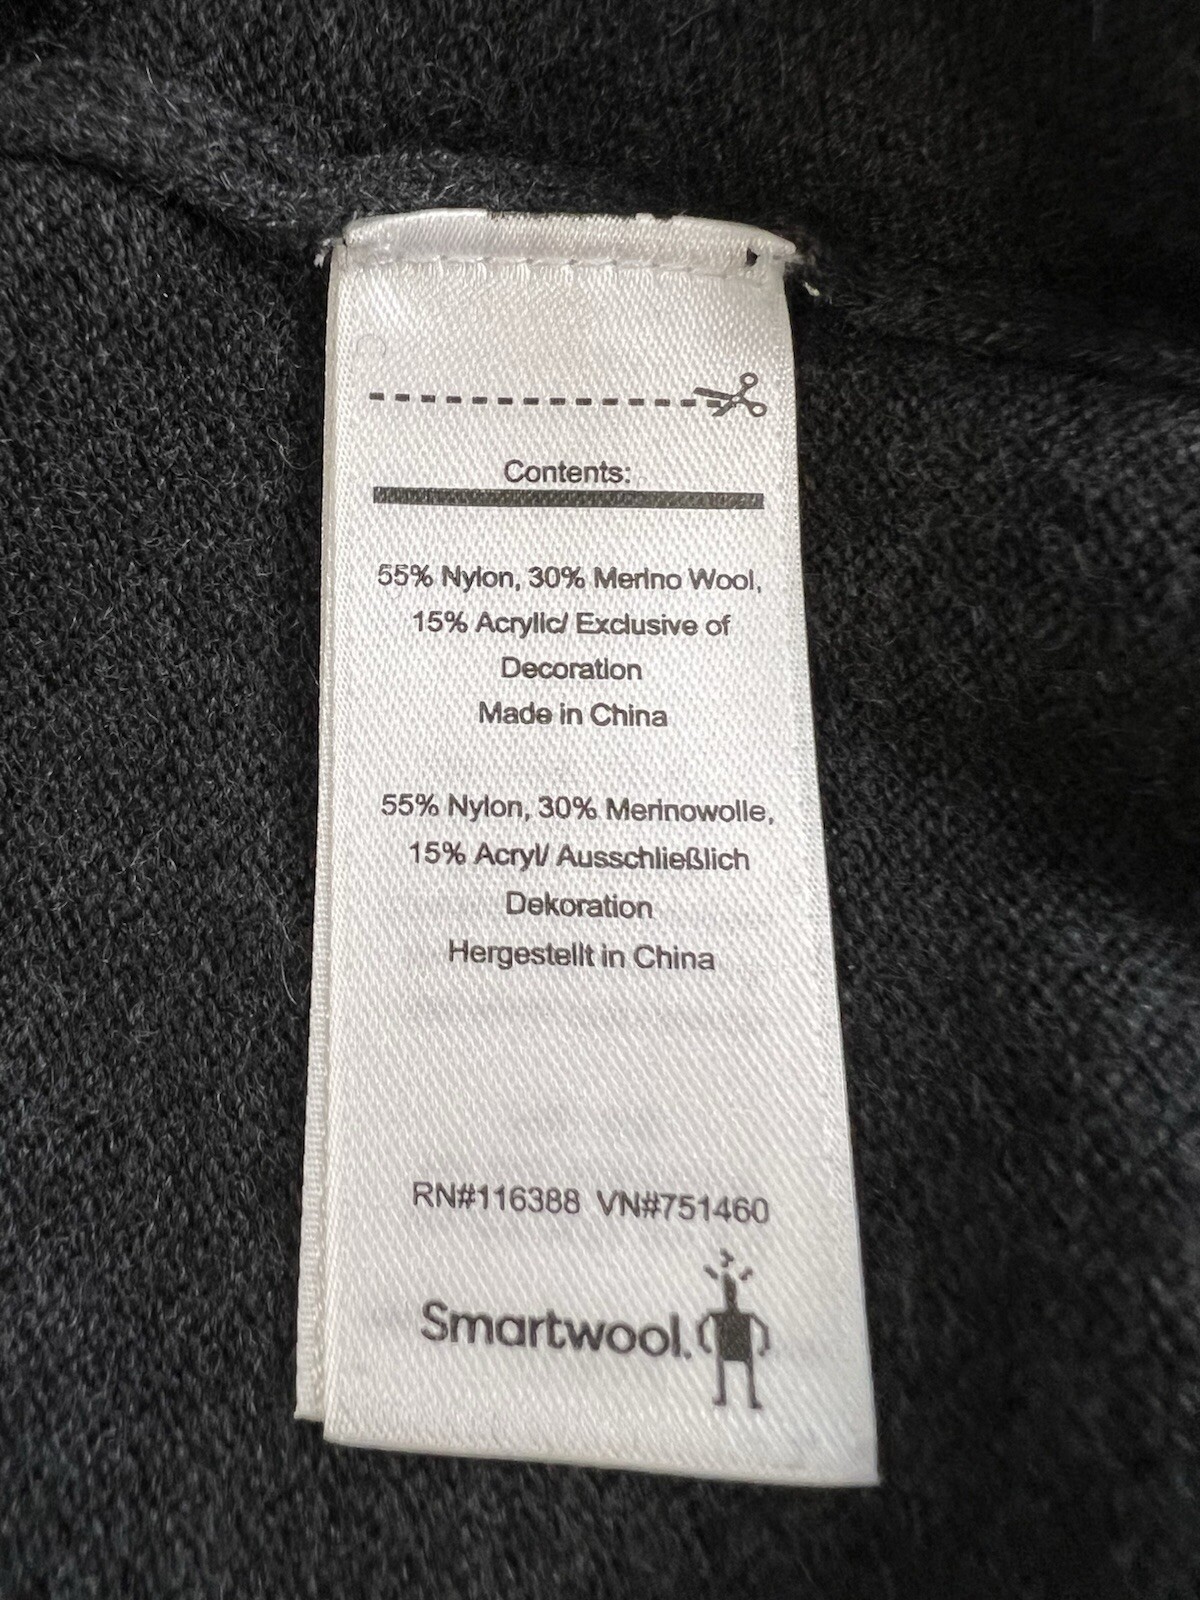 Contents:
55% Nylon, 30% Merino Wool,
15% Acrylic/ Exclusive of
Decoration
Made in China
55% Nylon, 30% Merinowolle,
15% Acryl/ Ausschließlich
Dekoration
Hergestellt in China
RN#116388 VN#751460
Smartwool.